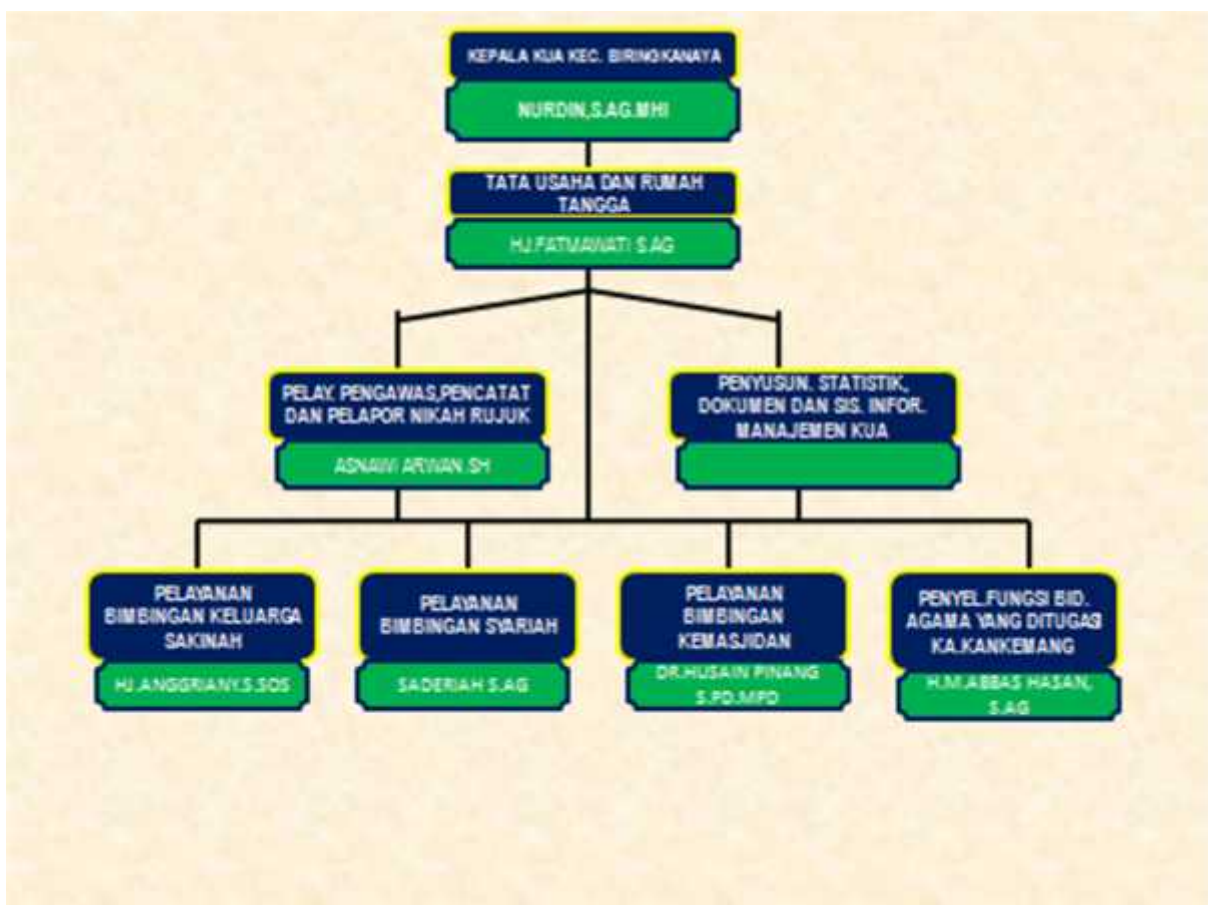 KEPALA KUA KEC. BIRINGKANAYA
NURDIN,S.AG.MHI
TATA USAHA DAN RUMAH
TANGGA
HJ.FATMAWATI S.AG
PELAY. PENGAWAS,PENCATAT
DAN PELAPOR NIKAH RUJUK
ASNAWI ARWAN.SH
PENYUSUN. STATISTIK,
DOKUMEN DAN SIS. INFOR.
MANAJEMEN KUA
PELAYANAN
BIMBINGAN KELUARGA
SAKINAH
HJ.ANGGRIANY.S.SOS
PELAYANAN
BIMBINGAN SYARIAH
SADERIAH S.AG
PELAYANAN
BIMBINGAN
KEMASJIDAN
DR.HUSAIN PINANG
S.PD.MPD
PENYEL.FUNGSI BID.
AGAMA YANG DITUGASI
KA.KANKEMANG
H.M.ABBAS HASAN,
S.AG